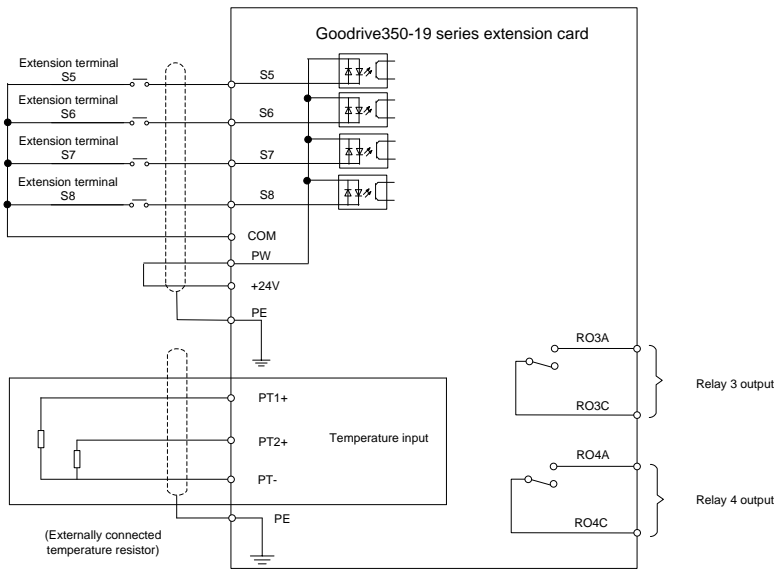 Goodrive350-19 series extension card
Extension terminal
S5
S5
Extension terminal
S6
S6
Extension terminal
S7
S7
Extension terminal
S8
S8
COM
PW
+24V
PE
RO3A
Relay 3 output
RO3C
PT1+
PT2+
Temperature input
PT-
RO4A
Relay 4 output
RO4C
PE
(Externally connected
temperature resistor)